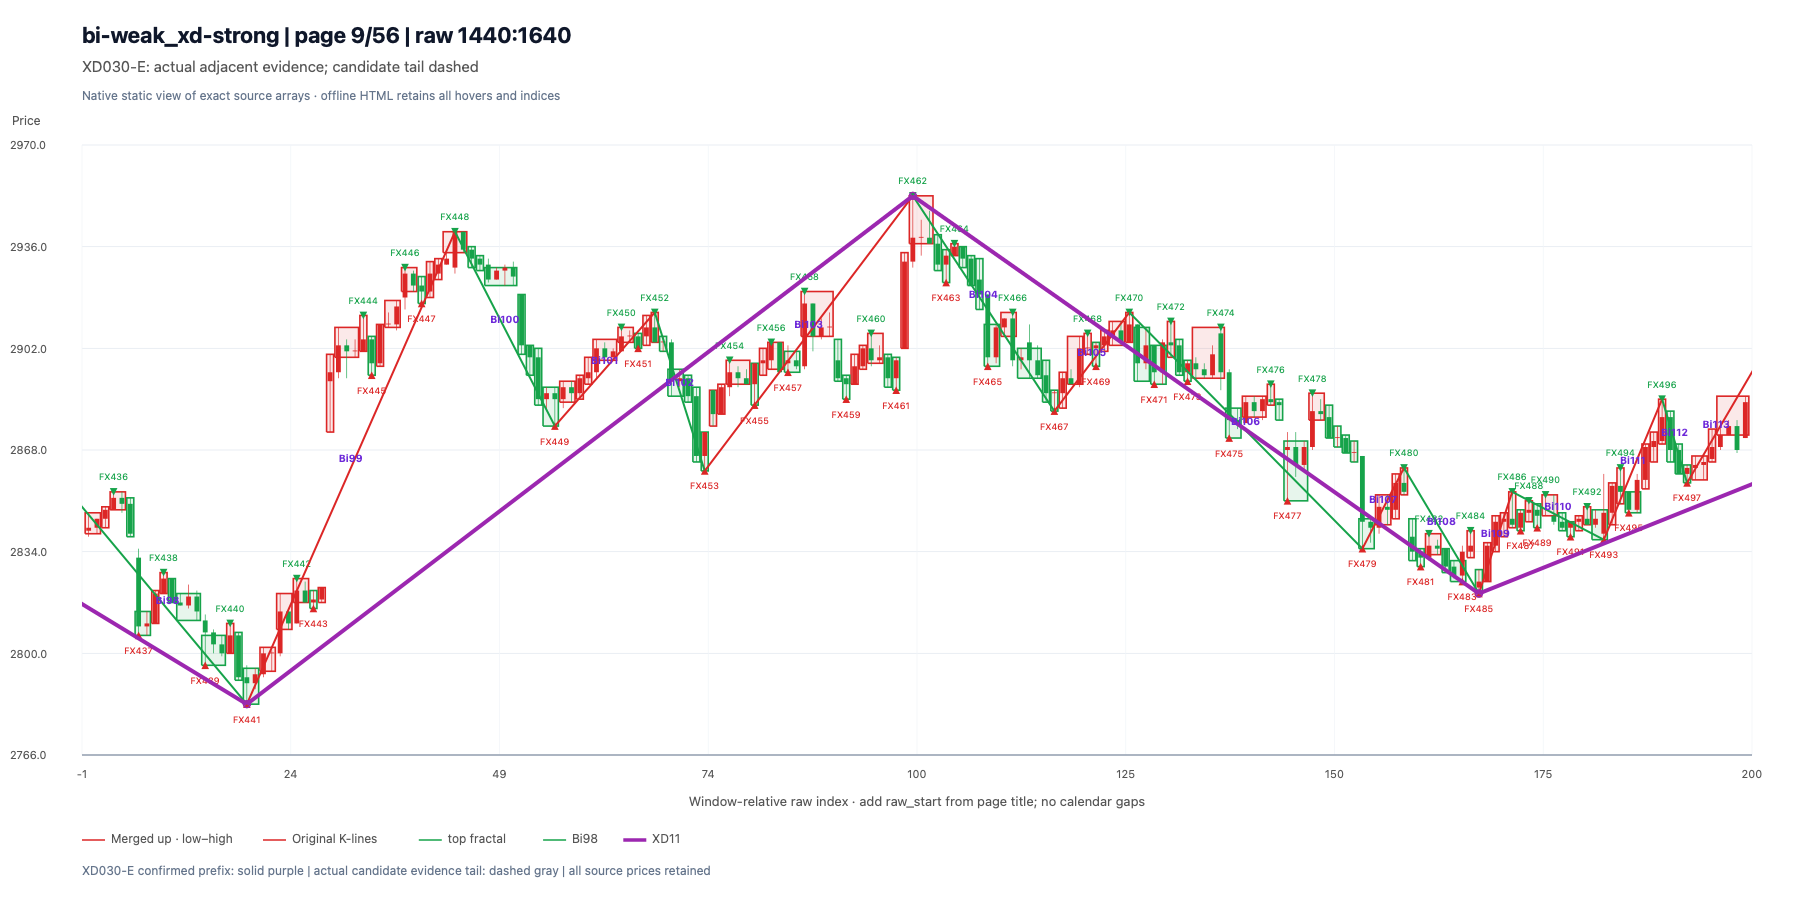 bi-weak_xd-strong | page 9/56 | raw 1440:1640
XD030-E: actual adjacent evidence; candidate tail dashed
Native static view of exact source arrays · offline HTML retains all hovers and indices
Price
2970.0
FX462
FX448
2936.0
FX446
FX463
FX444
FX447
Bi100
FX450
FX452
FX456
Bi103
FX460
Bi104
FX466
FX470
FX472
FX474
2902.0
FX451
FX454
FX457
FX465
Bi105
FX469
FX445
Bi101
Bi102
FX459
FX461
FX471
FX476
FX478
FX496
FX449
FX455
FX467
Bi106
FX475
Bi112
Bi113
2868.0
Bi99
FX453
FX480
FX494
FX497
FX436
FX477
FX486
FX488
FX490
FX492
Bi110
FX484
Bi108
2834.0
FX438
FX442
FX479
FX481
FX489
FX493
FX440
FX443
FX483
FX485
FX437
2800.0
FX441
2766.0
-1
24
49
74
100
125
150
175
200
Window-relative raw index · add raw_start from page title; no calendar gaps
Merged up · low–high
Original K-lines
top fractal
Bi98
XD11
XD030-E confirmed prefix: solid purple | actual candidate evidence tail: dashed gray | all source prices retained